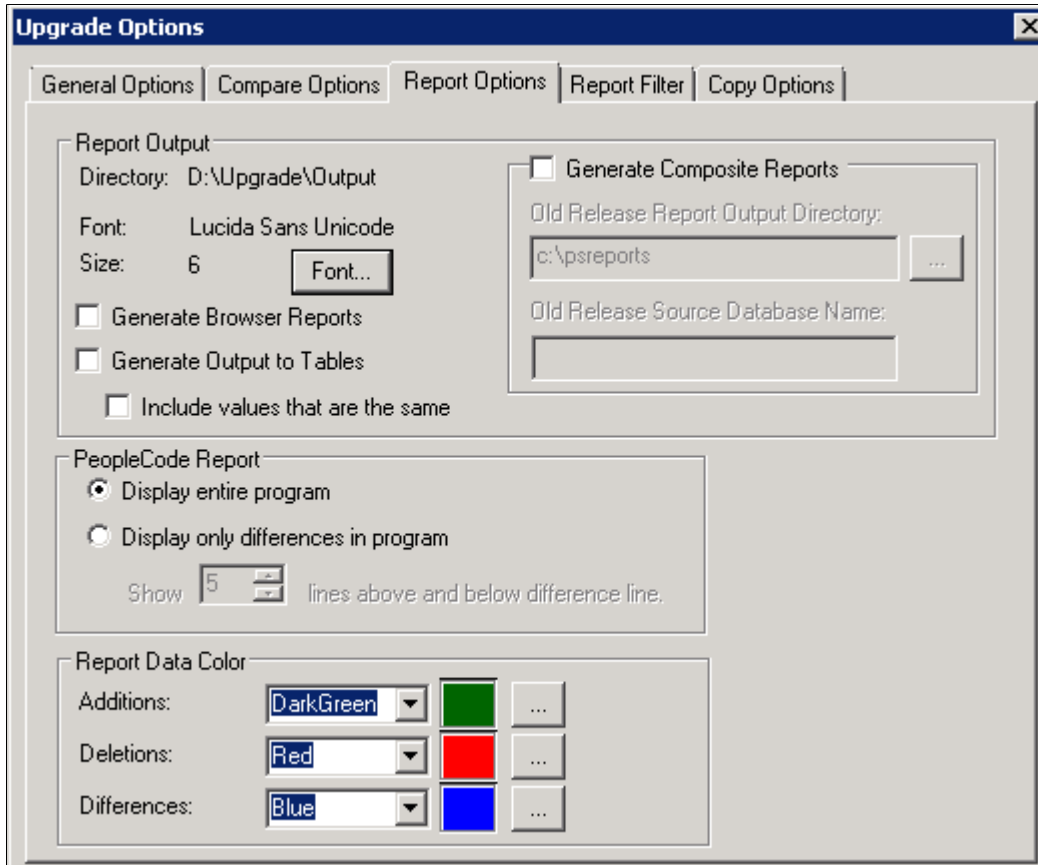 Upgrade Options
General Options
Compare Options
Report Options
Report Filter
Copy Options
Report Output
Directory: D:\Upgrade\Output
Font: Lucida Sans Unicode
Size: 6
Font...
Generate Browser Reports
Generate Output to Tables
Include values that are the same
Generate Composite Reports
Old Release Report Output Directory:
c:\psreports
...
Old Release Source Database Name:
PeopleCode Report
Display entire program
Display only differences in program
Show 5 lines above and below difference line.
Report Data Color
Additions: DarkGreen ...
Deletions: Red ...
Differences: Blue ...